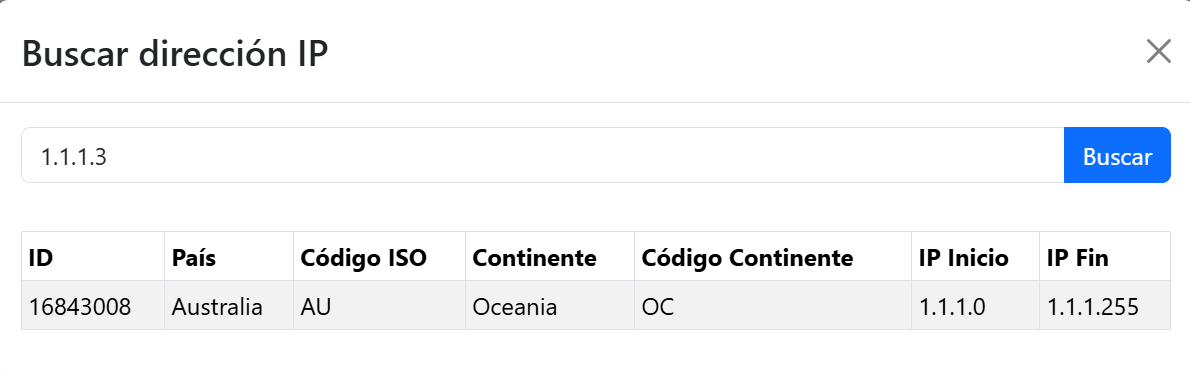 Buscar dirección IP
1.1.1.3
Buscar
ID País Código ISO Continente Código Continente IP Inicio IP Fin
16843008 Australia AU Oceania OC 1.1.1.0 1.1.1.255